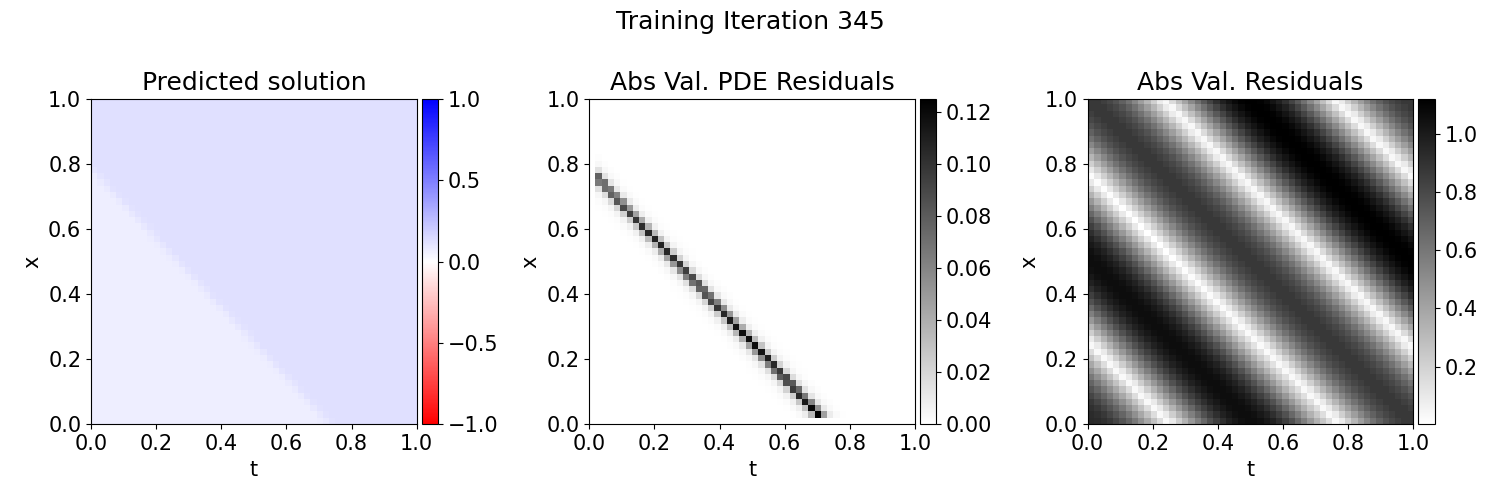 Training Iteration 345
Predicted solution
Abs Val. PDE Residuals
Abs Val. Residuals
1.0
0.8
0.6
0.4
0.2
0.0
x
0.0 0.2 0.4 0.6 0.8 1.0
t
1.0
0.5
0.0
−0.5
−1.0
1.0
0.8
0.6
0.4
0.2
0.0
x
0.0 0.2 0.4 0.6 0.8 1.0
t
0.12
0.10
0.08
0.06
0.04
0.02
0.00
1.0
0.8
0.6
0.4
0.2
0.0
x
0.0 0.2 0.4 0.6 0.8 1.0
t
1.0
0.8
0.6
0.4
0.2